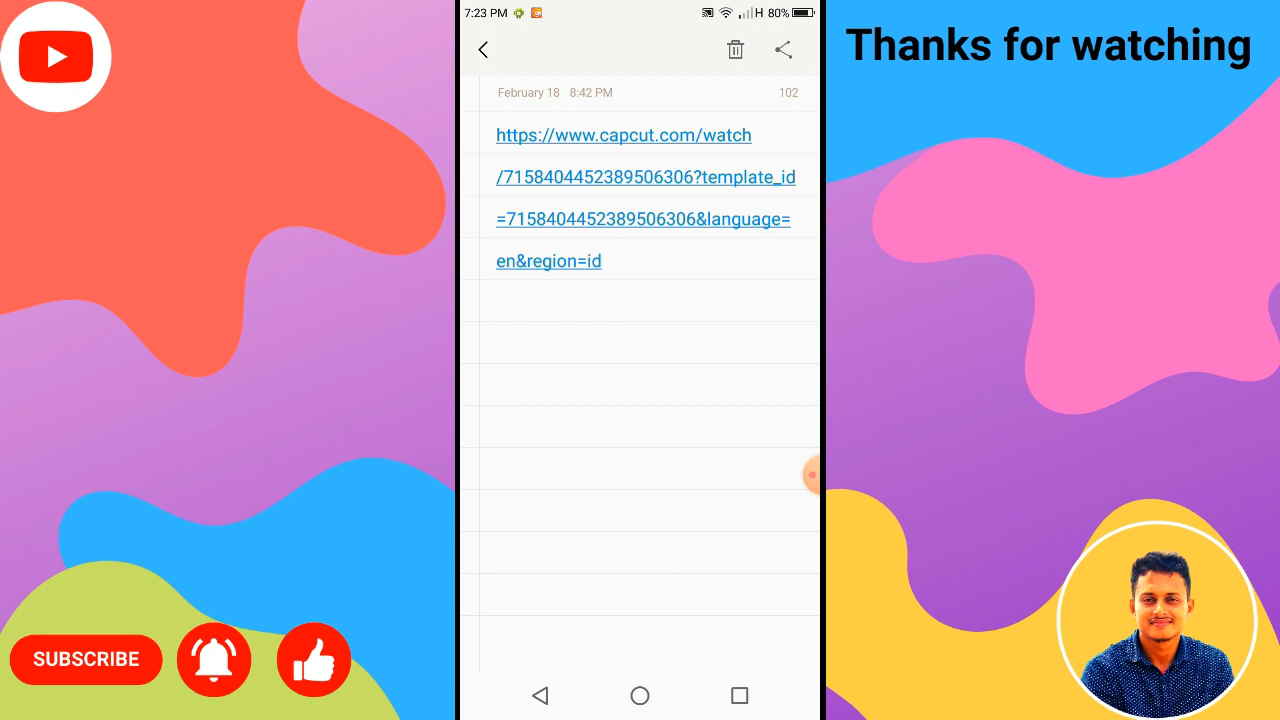 7:23 PM H 80%
Thanks for watching
February 18 8:42 PM 102
https://www.capcut.com/watch
/7158404452389506306?template_id
=7158404452389506306&language=
en&region=id
SUBSCRIBE